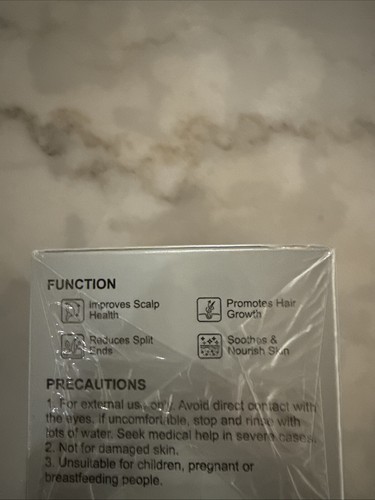 FUNCTION
Improves Scalp
Health
Promotes Hair
Growth
Reduces Split
Ends
Soothes &
Nourish Skin
PRECAUTIONS
1. For external use only. Avoid direct contact with
the eyes. If uncomfortible, stop and rinse with
lots of water. Seek medical help in severe cases.
2. Not for damaged skin.
3. Unsuitable for children, pregnant or
breastfeeding people.